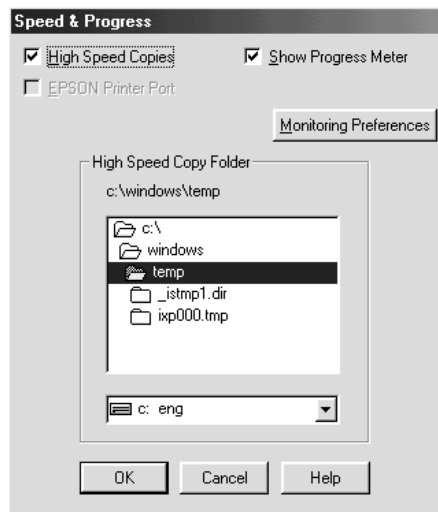 Speed & Progress
High Speed Copies
Show Progress Meter
EPSON Printer Port
Monitoring Preferences
High Speed Copy Folder
c:\windows\temp
c:\
windows
temp
_istmp1.dir
ixp000.tmp
c: eng
OK
Cancel
Help